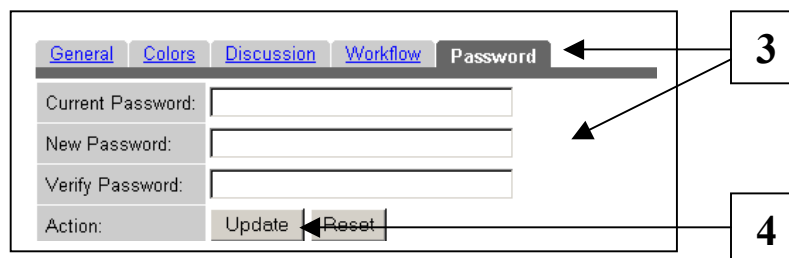 General Colors Discussion Workflow Password
3
Current Password:
New Password:
Verify Password:
Action: Update Reset
4